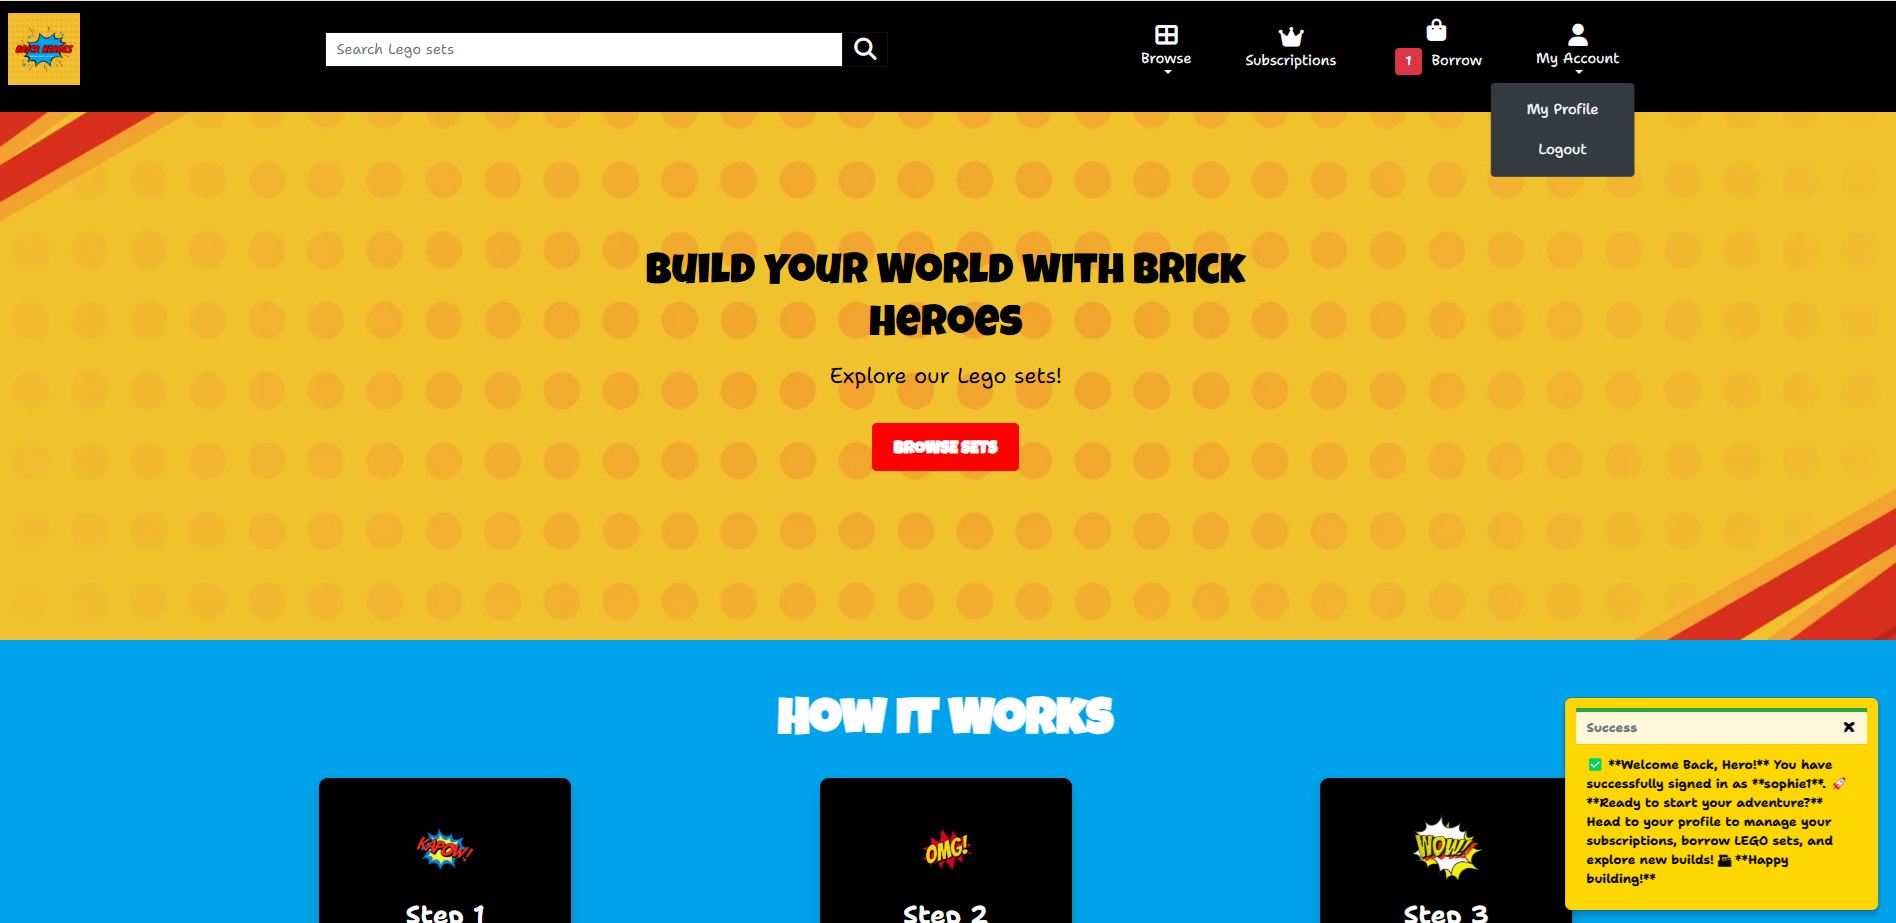 BRICK HEROES
Search Lego sets
Browse
Subscriptions
1 Borrow
My Account
My Profile
Logout
BUILD YOUR WORLD WITH BRICK
HEROES
Explore our Lego sets!
BROWSE SETS
HOW IT WORKS
KAPOW!
OMG!
WOW!
Step 1
Step 2
Step 3
Success
✅ **Welcome Back, Hero!** You have
successfully signed in as **sophie1**. 🚀
**Ready to start your adventure?**
Head to your profile to manage your
subscriptions, borrow LEGO sets, and
explore new builds! **Happy
building!**